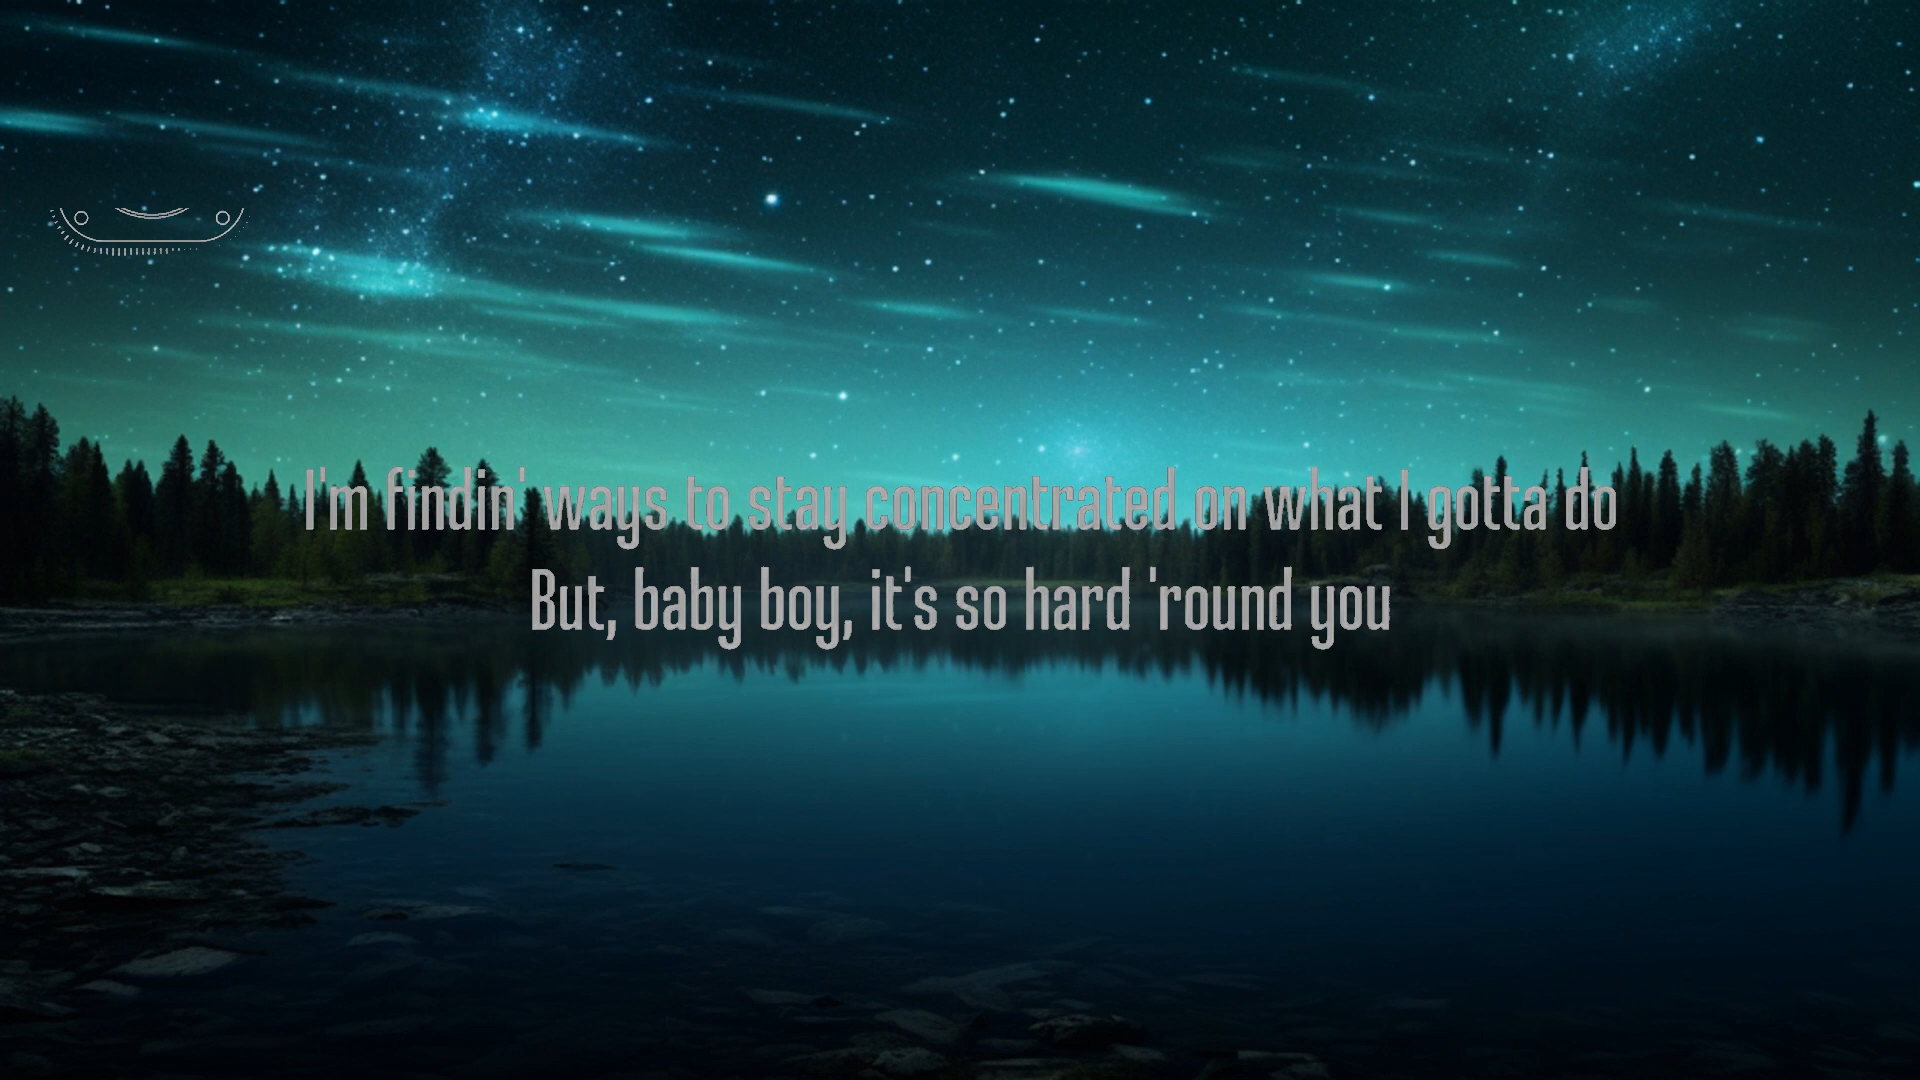 I'm findin' ways to stay concentrated on what I gotta do
But, baby boy, it's so hard 'round you